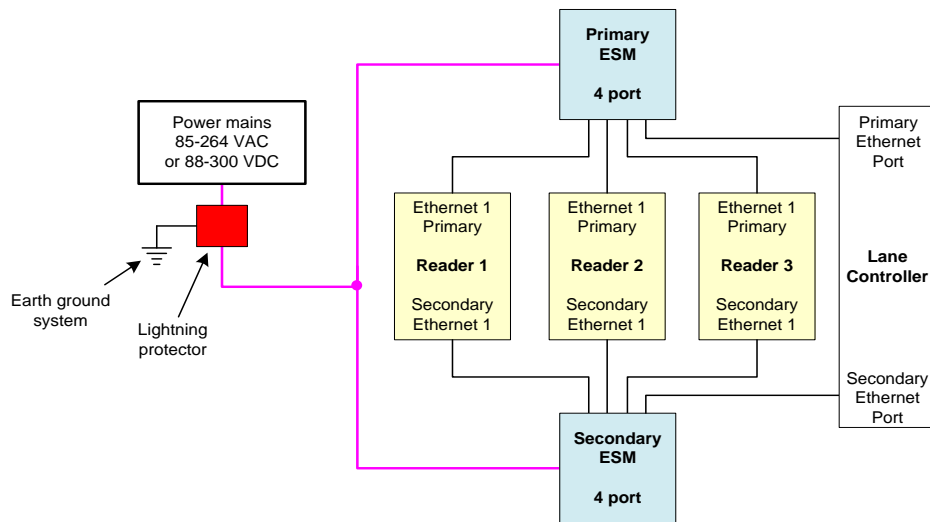 Primary
ESM
4 port
Power mains
85-264 VAC
or 88-300 VDC
Earth ground
system
Lightning
protector
Ethernet 1
Primary
Reader 1
Secondary
Ethernet 1
Ethernet 1
Primary
Reader 2
Secondary
Ethernet 1
Ethernet 1
Primary
Reader 3
Secondary
Ethernet 1
Primary
Ethernet
Port
Lane
Controller
Secondary
Ethernet
Port
Secondary
ESM
4 port